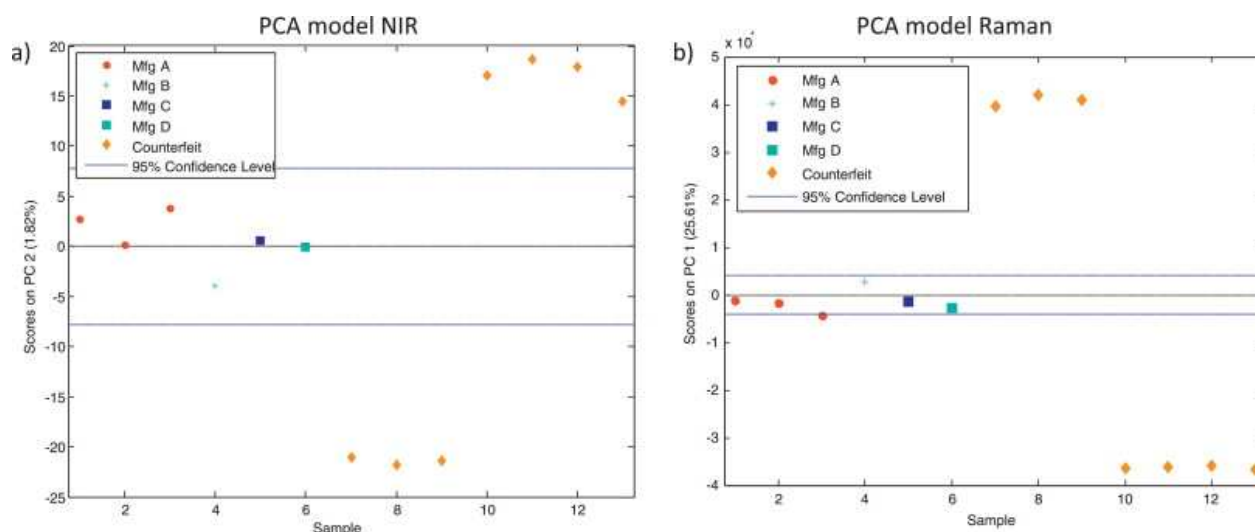 PCA model NIR
a)
Mfg A
Mfg B
Mfg C
Mfg D
Counterfeit
95% Confidence Level
20
15
10
5
0
-5
-10
-15
-20
-25
Scores on PC 2 (1.82%)
2
4
6
8
10
12
Sample
PCA model Raman
b)
x 10
Mfg A
Mfg B
Mfg C
Mfg D
Counterfeit
95% Confidence Level
5
4
3
2
1
0
-1
-2
-3
-4
Scores on PC 1 (25.61%)
2
4
6
8
10
12
Sample